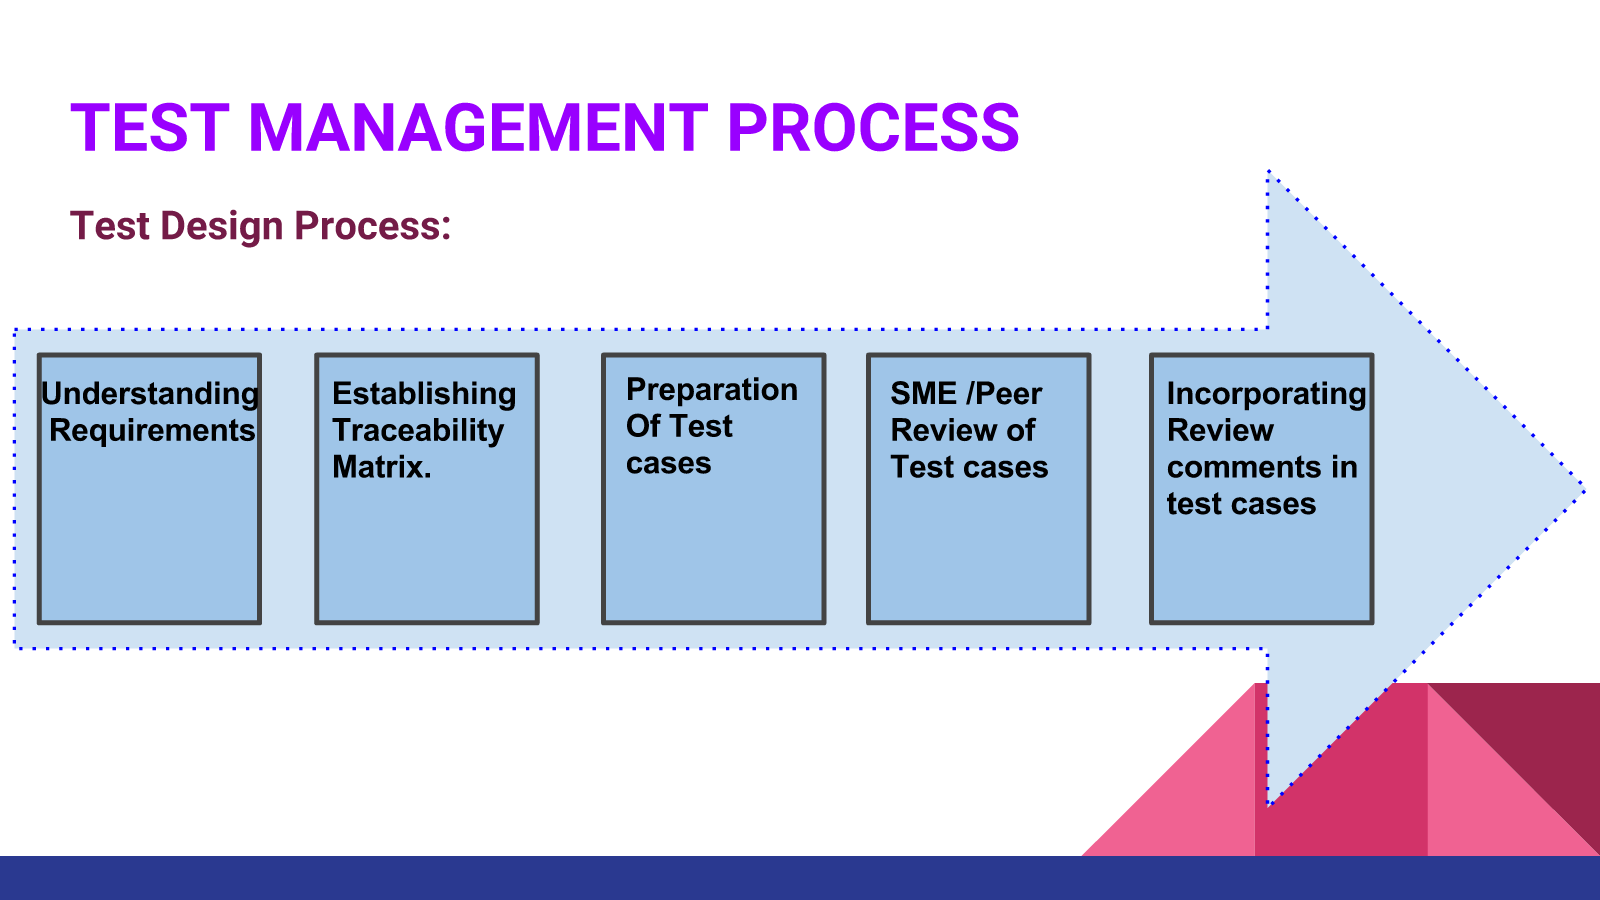 TEST MANAGEMENT PROCESS
Test Design Process:
Understanding
Requirements
Establishing
Traceability
Matrix.
Preparation
Of Test
cases
SME /Peer
Review of
Test cases
Incorporating
Review
comments in
test cases